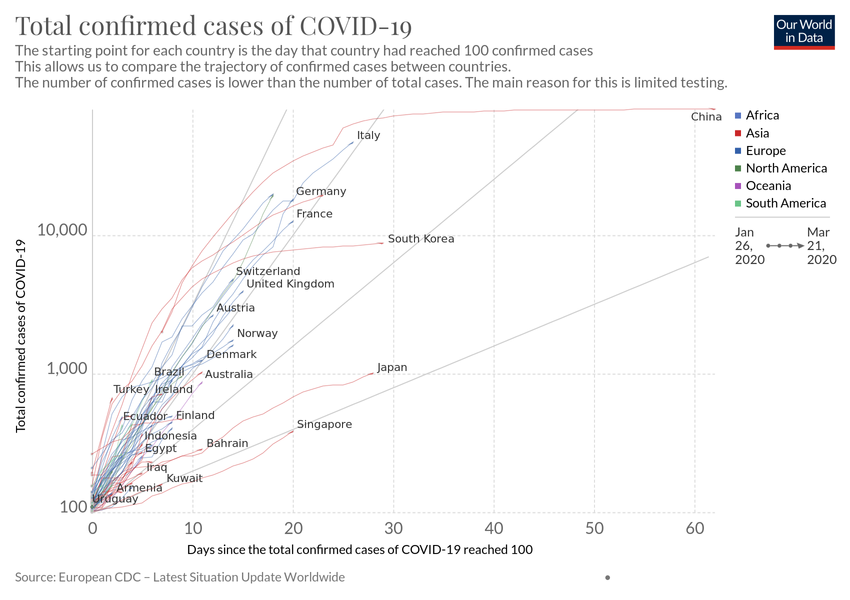 Total confirmed cases of COVID-19
Our World
in Data
The starting point for each country is the day that country had reached 100 confirmed cases
This allows us to compare the trajectory of confirmed cases between countries.
The number of confirmed cases is lower than the number of total cases. The main reason for this is limited testing.
Total confirmed cases of COVID-19
10,000
1,000
100
China
Italy
Germany
France
South Korea
Switzerland
United Kingdom
Austria
Norway
Denmark
Japan
Brazil
Australia
Turkey
Ireland
Ecuador
Finland
Singapore
Indonesia
Bahrain
Egypt
Iraq
Kuwait
Armenia
Uruguay
0
10
20
30
40
50
60
Days since the total confirmed cases of COVID-19 reached 100
Africa
Asia
Europe
North America
Oceania
South America
Jan
26,
2020
Mar
21,
2020
Source: European CDC – Latest Situation Update Worldwide